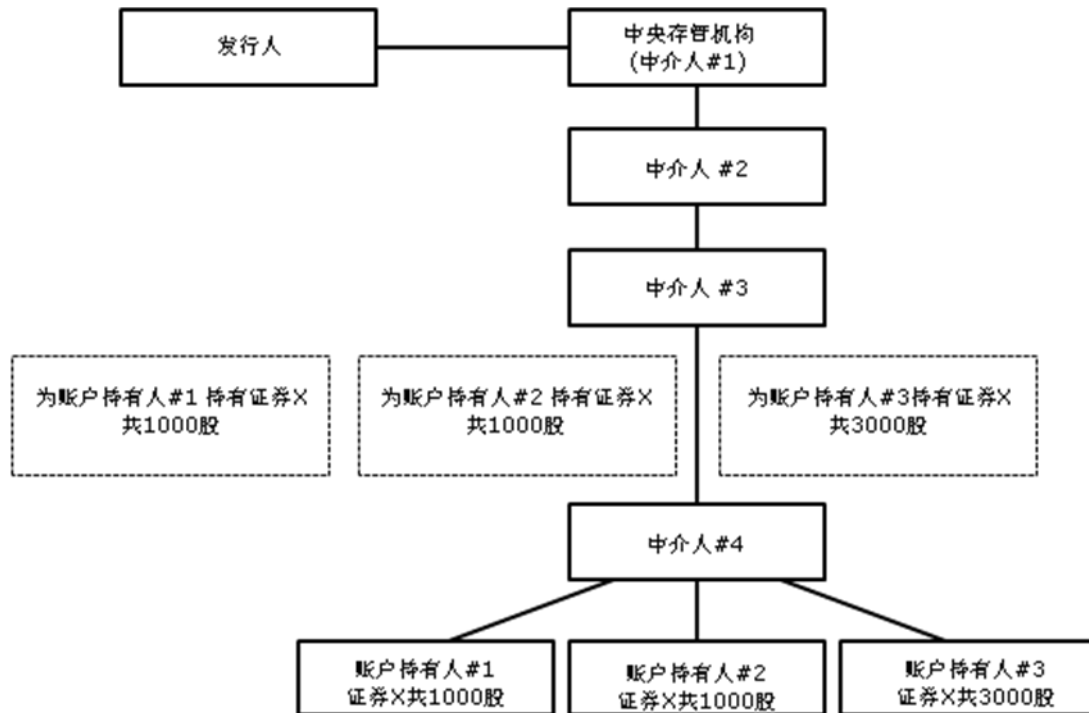 发行人
中央存管机构
(中介人#1)
中介人 #2
中介人 #3
为账户持有人#1 持有证券X
共1000股
为账户持有人#2 持有证券X
共1000股
为账户持有人#3持有证券X
共3000股
中介人#4
账户持有人#1
证券X共1000股
账户持有人#2
证券X共1000股
账户持有人#3
证券X共3000股